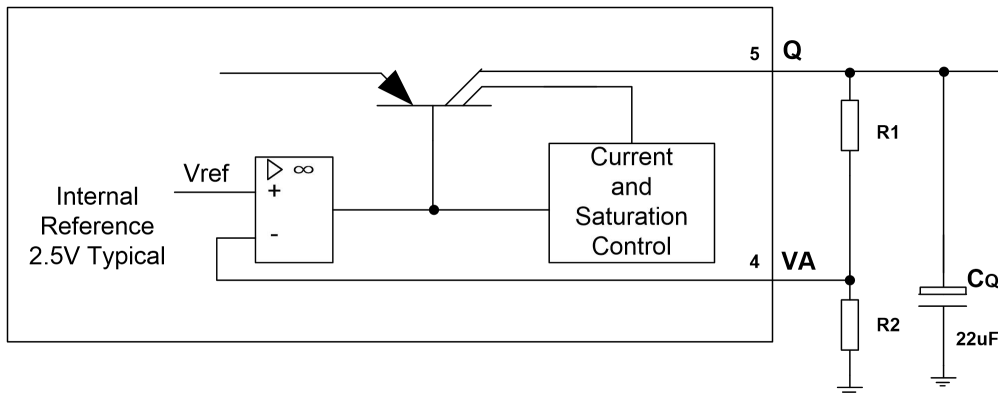 5 Q
R1
Vref
∞
+
-
Internal
Reference
2.5V Typical
Current
and
Saturation
Control
4 VA
R2
CQ
22uF